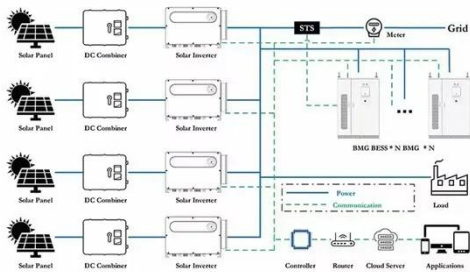 STS
Meter
Grid
Solar Panel
DC Combiner
Solar Inverter
Solar Panel
DC Combiner
Solar Inverter
BMG BESS * N BMG * N
Solar Panel
DC Combiner
Solar Inverter
Power
Communication
Load
Solar Panel
DC Combiner
Solar Inverter
Controller
Router
Cloud Server
Applications